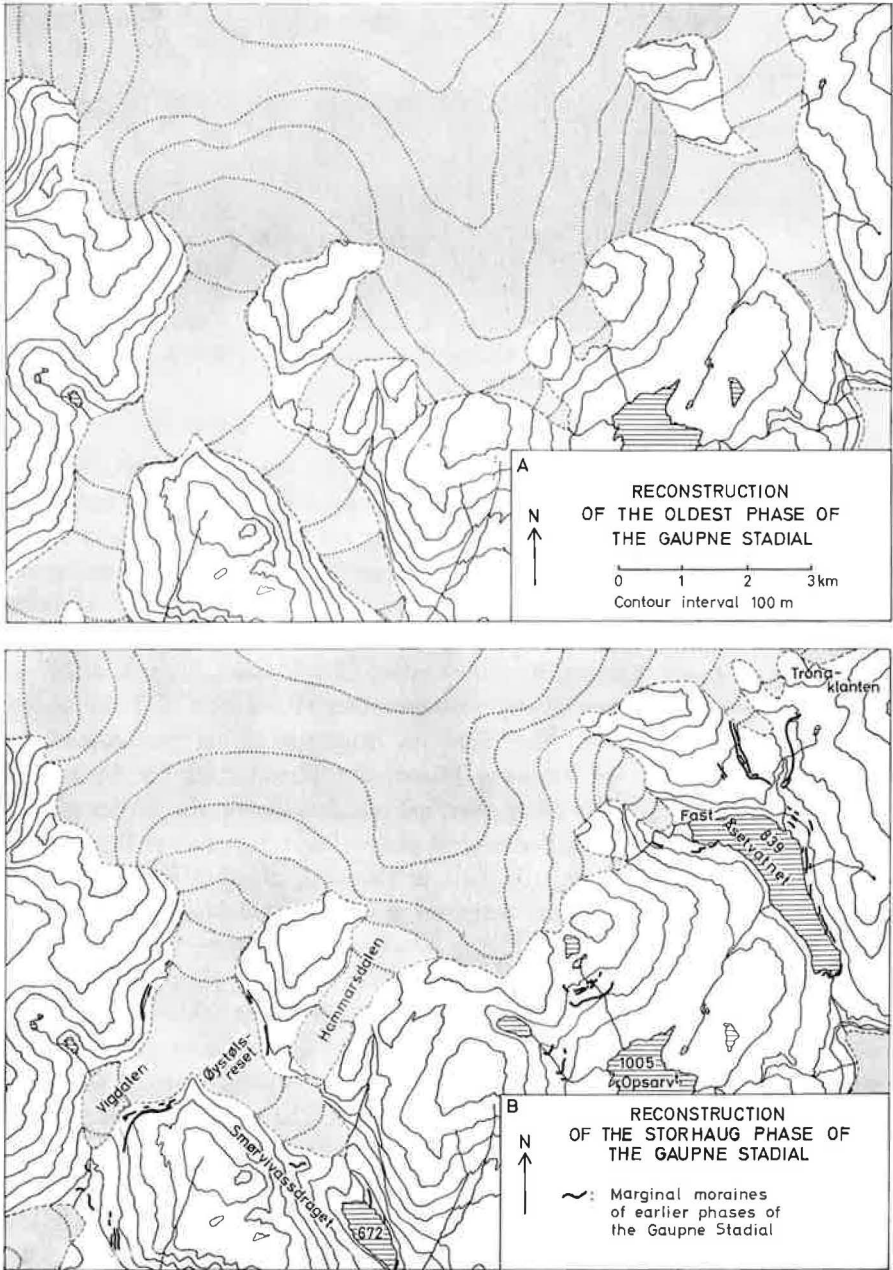 A
RECONSTRUCTION
OF THE OLDEST PHASE OF
THE GAUPNE STADIAL
N
0 1 2 3 km
Contour interval 100 m
Trona-
klanten
Fast
Åsetvatnet
839
Hammarsdalen
Øystøls-
reset
Vigdalen
Smørvivassdraget
672
1005
Opsarvt
B
RECONSTRUCTION
OF THE STORHAUG PHASE OF
THE GAUPNE STADIAL
N
: Marginal moraines
of earlier phases of
the Gaupne Stadial